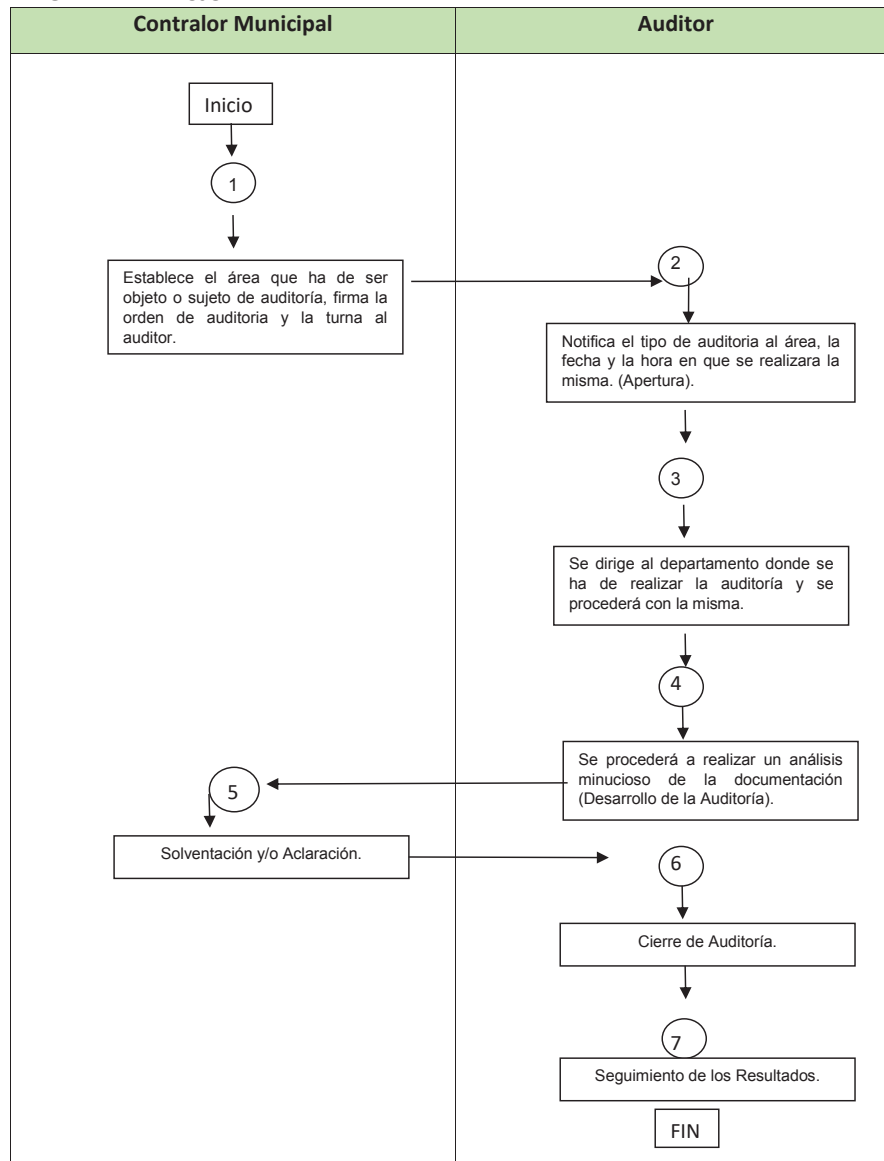 Contralor Municipal
Auditor
Inicio
1
Establece el área que ha de ser
objeto o sujeto de auditoría, firma la
orden de auditoria y la turna al
auditor.
2
Notifica el tipo de auditoria al área, la
fecha y la hora en que se realizara la
misma. (Apertura).
3
Se dirige al departamento donde se
ha de realizar la auditoría y se
procederá con la misma.
4
Se procederá a realizar un análisis
minucioso de la documentación
(Desarrollo de la Auditoría).
5
Solventación y/o Aclaración.
6
Cierre de Auditoría.
7
Seguimiento de los Resultados.
FIN